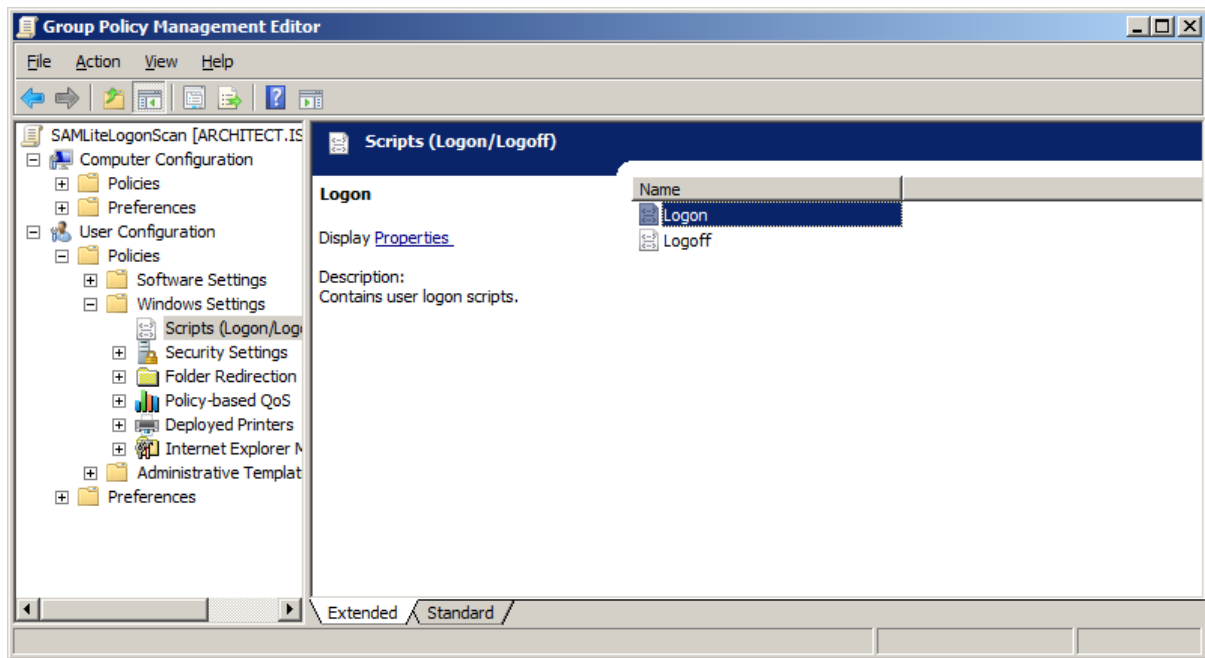 Group Policy Management Editor
File Action View Help
SAMLiteLogonScan [ARCHITECT.IS
Computer Configuration
Policies
Preferences
User Configuration
Policies
Software Settings
Windows Settings
Scripts (Logon/Logo
Security Settings
Folder Redirection
Policy-based QoS
Deployed Printers
Internet Explorer M
Administrative Templat
Preferences
Scripts (Logon/Logoff)
Logon
Display Properties
Description:
Contains user logon scripts.
Name
Logon
Logoff
Extended Standard